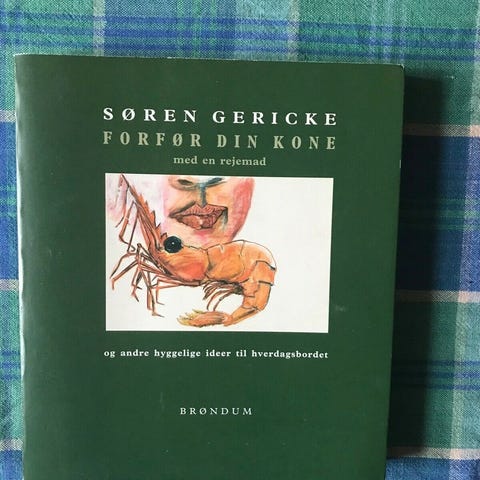 SØREN GERICKE
FORFØR DIN KONE
med en rejemad
og andre hyggelige ideer til hverdagsbordet
BRØNDUM